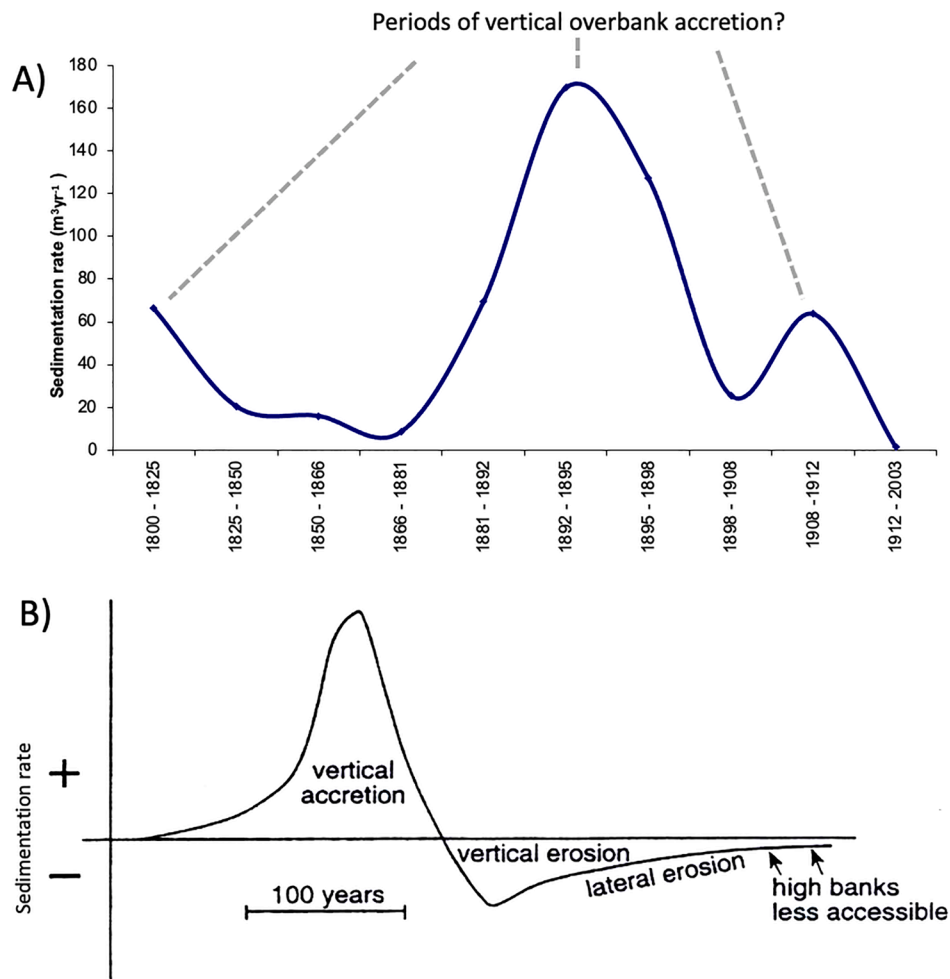 Periods of vertical overbank accretion?
A)
Sedimentation rate (m³yr⁻¹ )
180
160
140
120
100
80
60
40
20
0
1800 - 1825
1825 - 1850
1850 - 1866
1866 - 1881
1881 - 1892
1892 - 1895
1895 - 1898
1898 - 1908
1908 -1912
1912 - 2003
B)
Sedimentation rate
+
−
vertical
accretion
vertical erosion
lateral erosion
100 years
high banks
less accessible